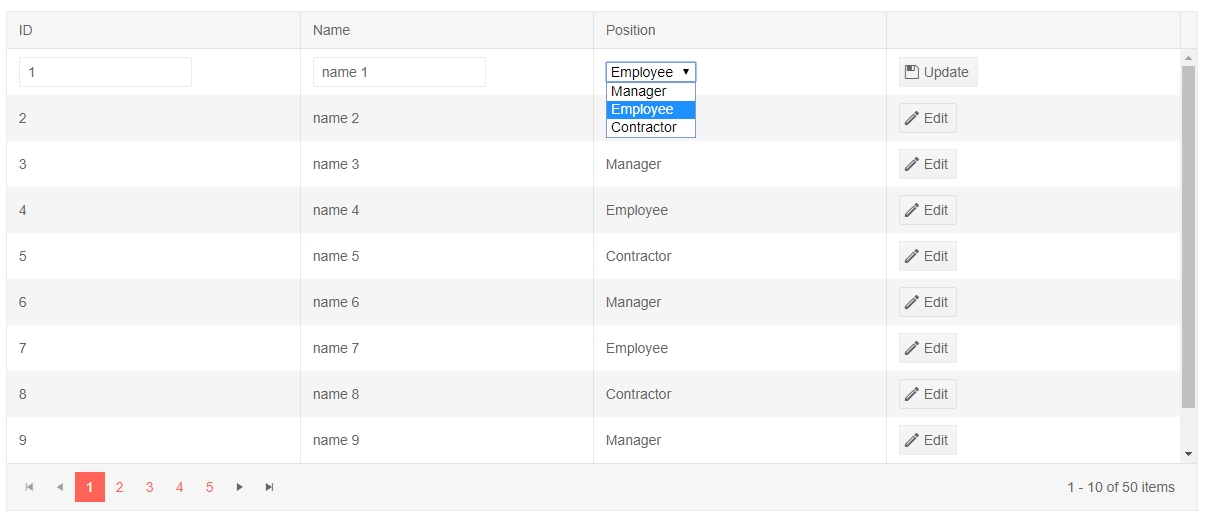 ID Name Position
1 name 1 Employee Update
Manager
2 name 2 Employee Edit
Contractor
3 name 3 Manager Edit
4 name 4 Employee Edit
5 name 5 Contractor Edit
6 name 6 Manager Edit
7 name 7 Employee Edit
8 name 8 Contractor Edit
9 name 9 Manager Edit
1 2 3 4 5 1 - 10 of 50 items